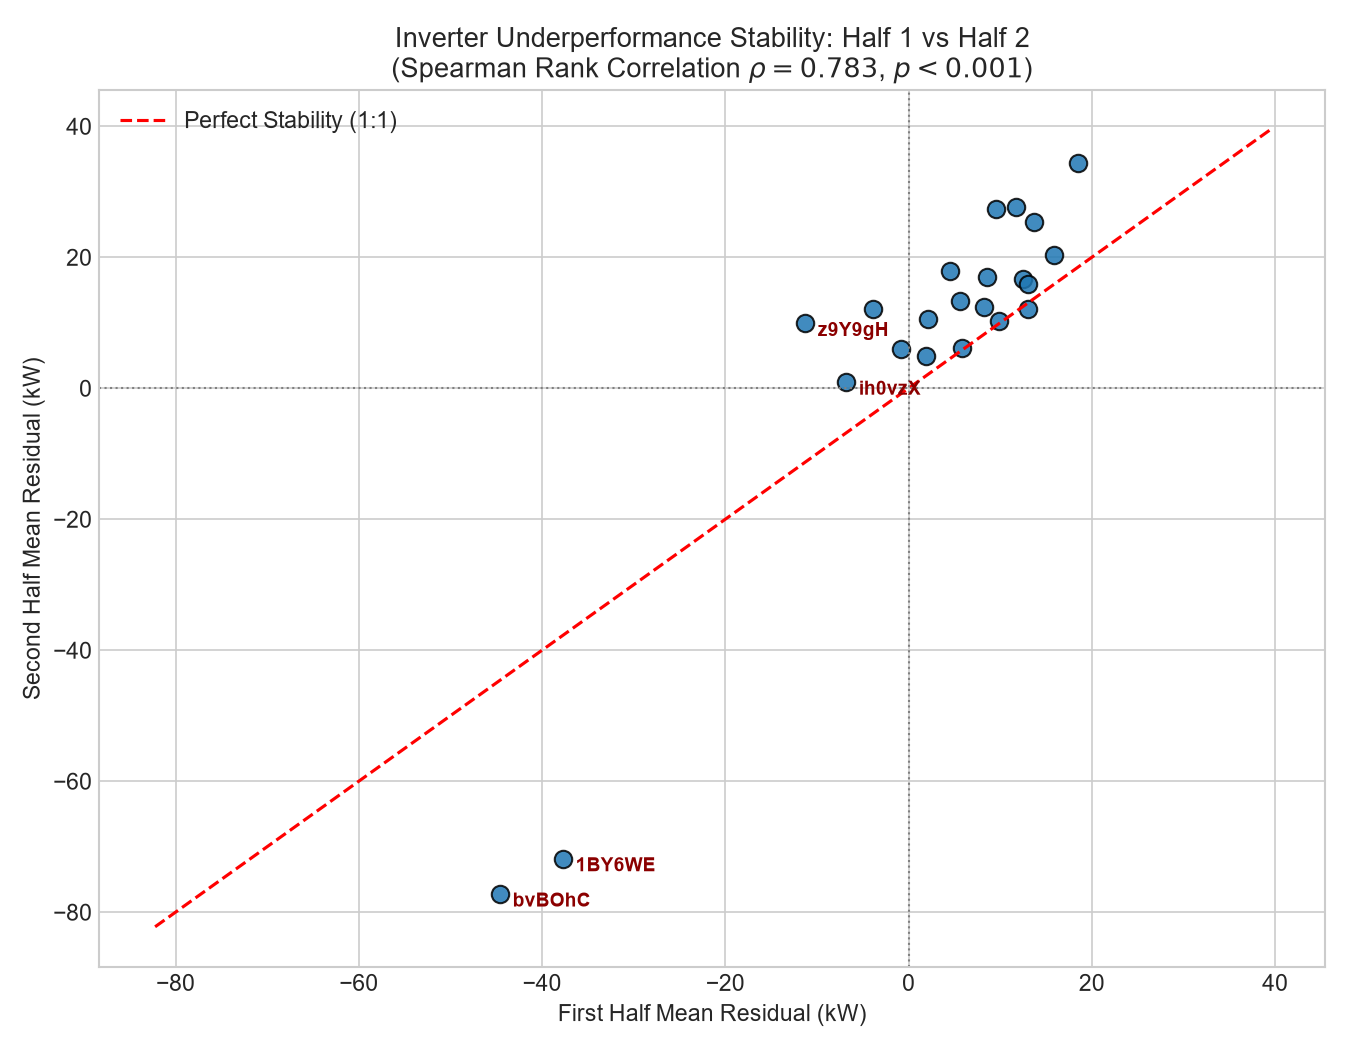 Inverter Underperformance Stability: Half 1 vs Half 2
(Spearman Rank Correlation ρ = 0.783, p < 0.001)
Perfect Stability (1:1)
40
20
0
−20
−40
−60
−80
Second Half Mean Residual (kW)
z9Y9gH
ih0vzX
1BY6WE
bvBOhC
−80 −60 −40 −20 0 20 40
First Half Mean Residual (kW)